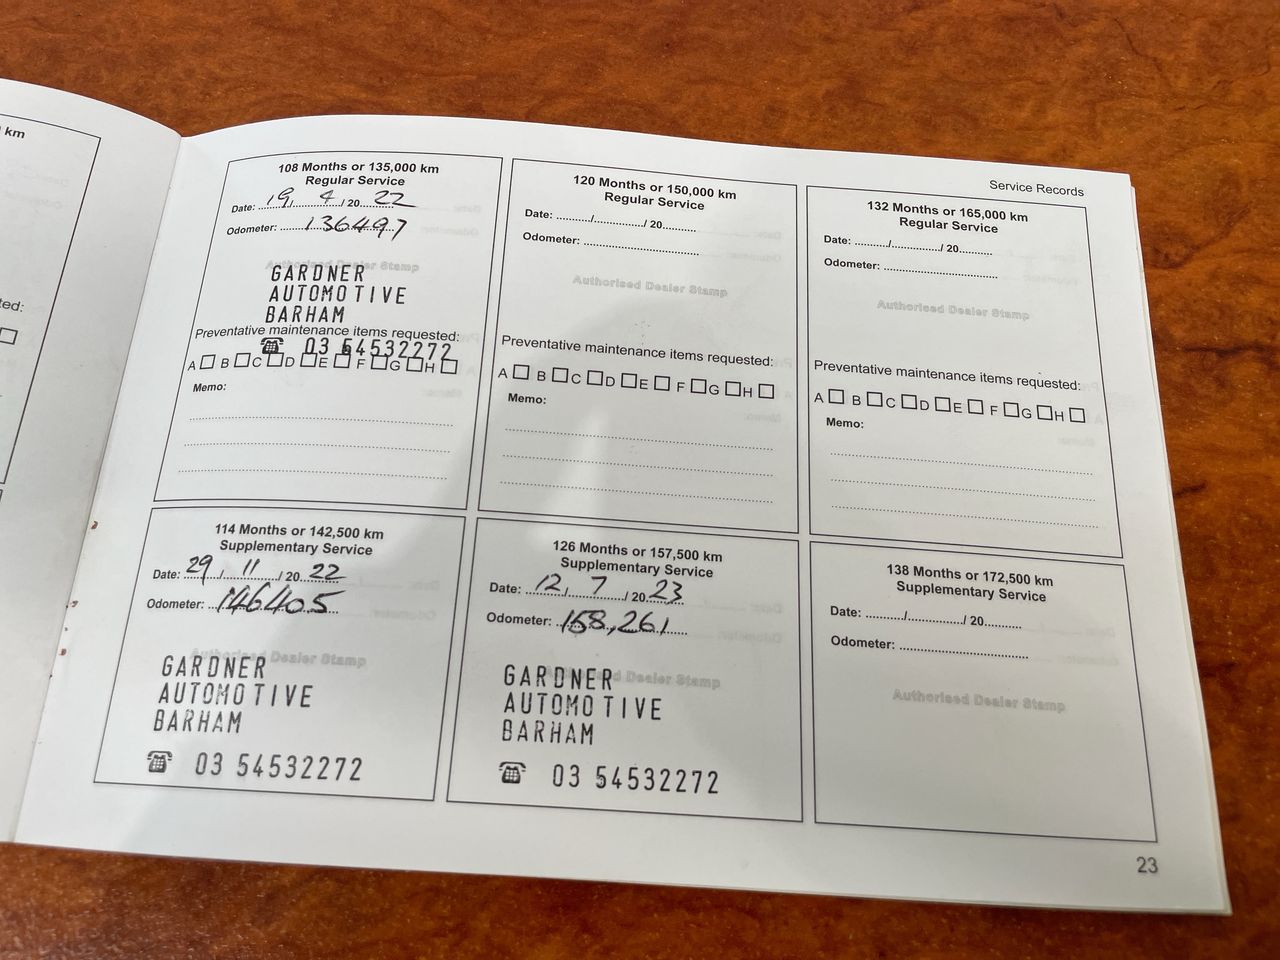 km
ted:
Service Records
108 Months or 135,000 km
Regular Service
Date: 19/ 4 / 20 22
Odometer: 136497
Authorised Dealer Stamp
GARDNER
AUTOMOTIVE
BARHAM
Preventative maintenance items requested:
☎ 03 54532272
A □ B □ C □ D □ E □ F □ G □ H □
Memo:
120 Months or 150,000 km
Regular Service
Date: ........../............../ 20..........
Odometer: ................................
Authorised Dealer Stamp
Preventative maintenance items requested:
A □ B □ C □ D □ E □ F □ G □ H □
Memo:
132 Months or 165,000 km
Regular Service
Date: ........../............../ 20..........
Odometer: ................................
Authorised Dealer Stamp
Preventative maintenance items requested:
A □ B □ C □ D □ E □ F □ G □ H □
Memo:
114 Months or 142,500 km
Supplementary Service
Date: 29 / 11 / 20 22
Odometer: 146405
Authorised Dealer Stamp
GARDNER
AUTOMOTIVE
BARHAM
☎ 03 54532272
126 Months or 157,500 km
Supplementary Service
Date: 12 / 7 / 20 23
Odometer: 158,261
Authorised Dealer Stamp
GARDNER
AUTOMOTIVE
BARHAM
☎ 03 54532272
138 Months or 172,500 km
Supplementary Service
Date: ........../............../ 20..........
Odometer: ................................
Authorised Dealer Stamp
23